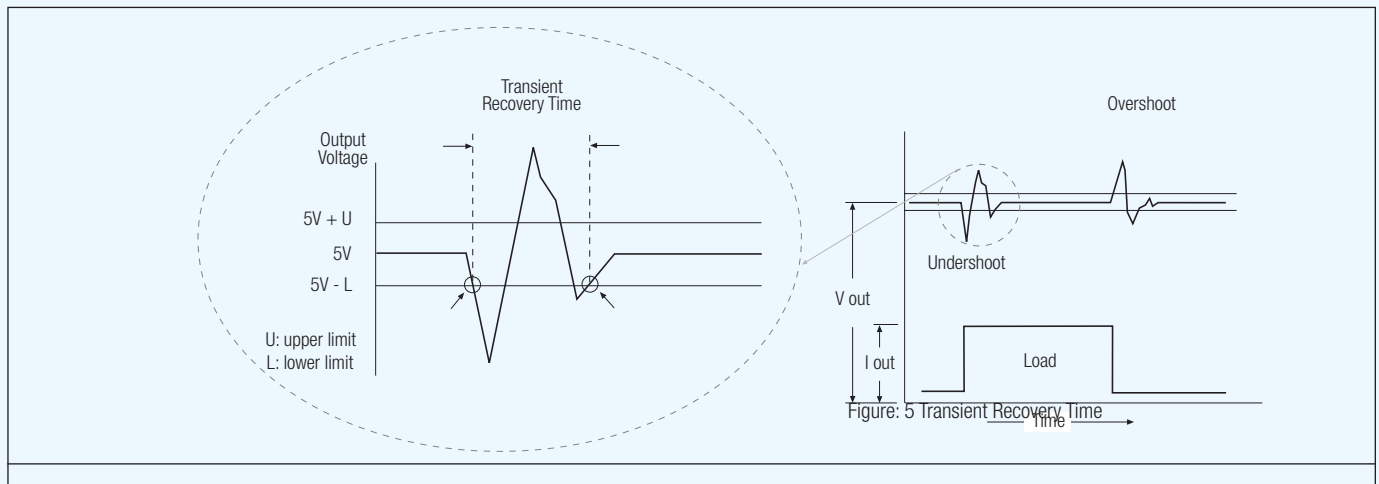 Transient
Recovery Time
Overshoot
Output
Voltage
5V + U
5V
5V - L
Undershoot
V out
U: upper limit
L: lower limit
I out
Load
Figure: 5 Transient Recovery Time
Time